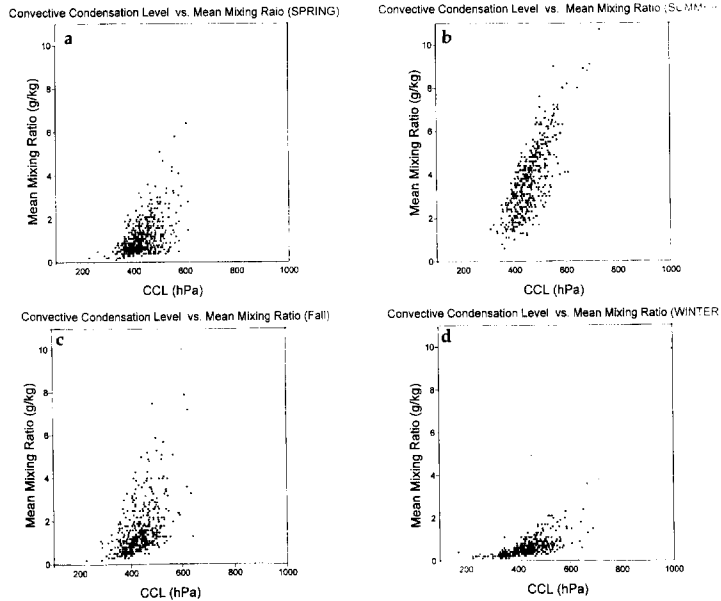 Convective Condensation Level vs. Mean Mixing Raio (SPRING)
a
10
8
6
4
2
0
Mean Mixing Ratio (g/kg)
200 400 600 800 1000
CCL (hPa)
Convective Condensation Level vs. Mean Mixing Ratio
b
10
8
6
4
2
0
Mean Mixing Ratio (g/kg)
200 400 600 800 1000
CCL (hPa)
Convective Condensation Level vs. Mean Mixing Ratio (Fall)
c
10
8
6
4
2
0
Mean Mixing Ratio (g/kg)
200 400 600 800 1000
CCL (hPa)
Convective Condensation Level vs. Mean Mixing Ratio (WINTER
d
10
8
6
4
2
0
Mean Mixing Ratio (g/kg)
200 400 600 800 1000
CCL (hPa)